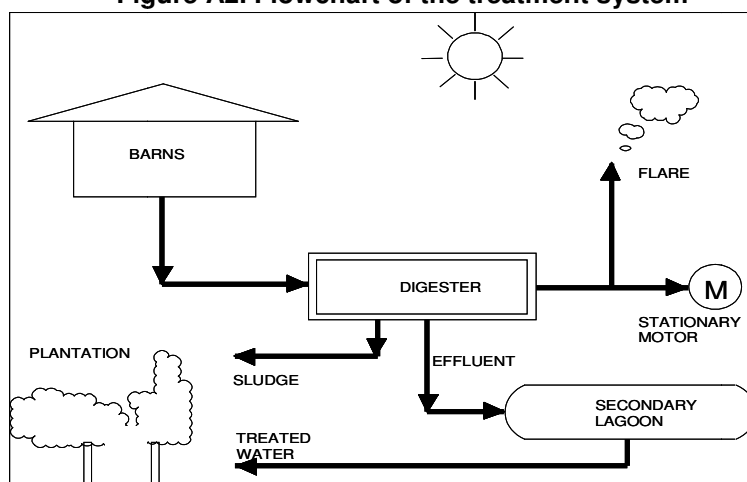 Figure A2. Flowchart of the treatment system
BARNS
FLARE
DIGESTER
M
STATIONARY
MOTOR
PLANTATION
SLUDGE
EFFLUENT
SECONDARY
LAGOON
TREATED
WATER